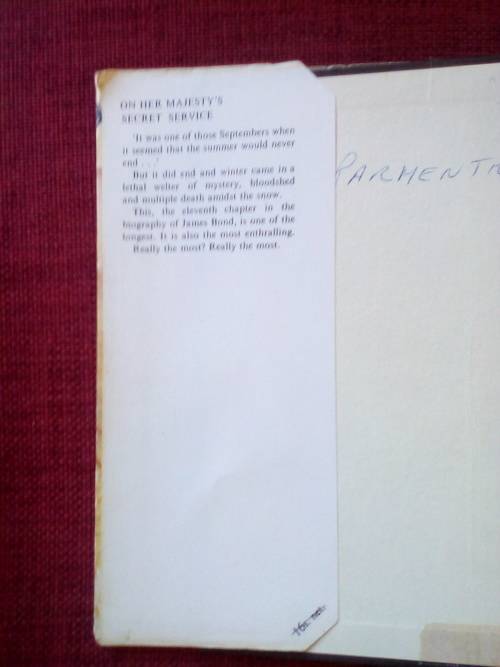 ON HER MAJESTY'S
SECRET SERVICE
'It was one of those Septembers when
it seemed that the summer would never
end . . .'
But it did end and winter came in a
lethal welter of mystery, bloodshed
and multiple death amidst the snow.
This, the eleventh chapter in the
biography of James Bond, is one of the
longest. It is also the most enthralling.
Really the most? Really the most.
PARMENT
16s. net.